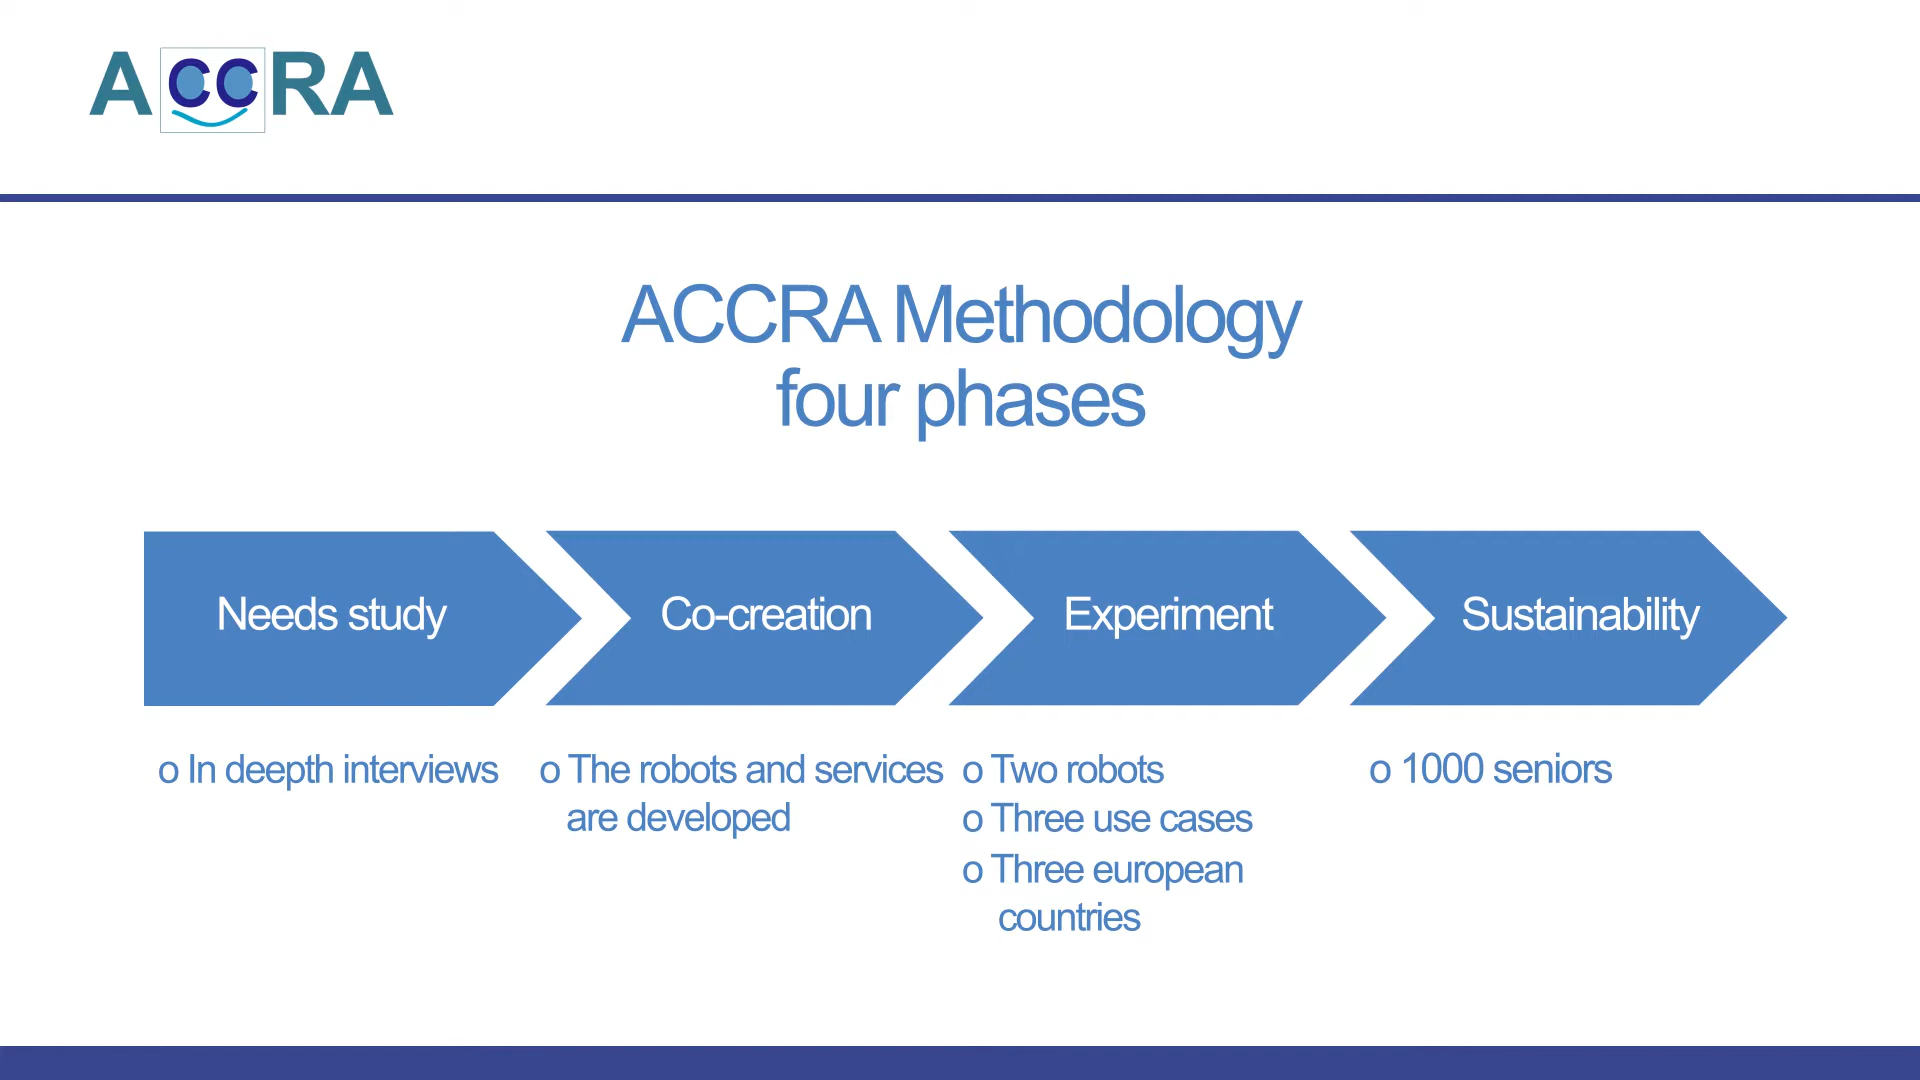 ACCRA
ACCRA Methodology
four phases
Needs study
Co-creation
Experiment
Sustainability
o In deepth interviews
o The robots and services
are developed
o Two robots
o Three use cases
o Three european
countries
o 1000 seniors